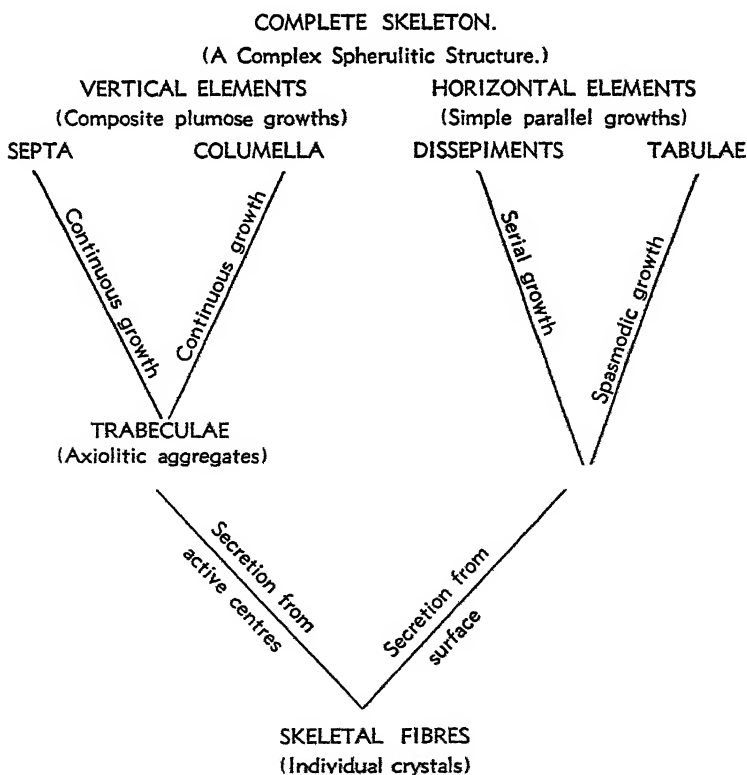 COMPLETE SKELETON.
(A Complex Spherulitic Structure.)
VERTICAL ELEMENTS
(Composite plumose growths)
HORIZONTAL ELEMENTS
(Simple parallel growths)
SEPTA
COLUMELLA
DISSEPIMENTS
TABULAE
Continuous growth
Continuous growth
Serial growth
Spasmodic growth
TRABECULAE
(Axiolitic aggregates)
Secretion from
active centres
Secretion from
surface
SKELETAL FIBRES
(Individual crystals)